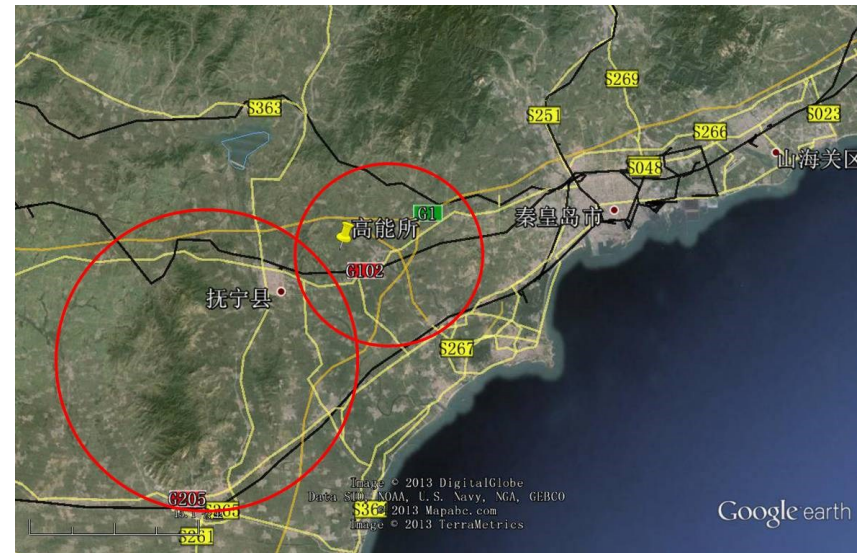 S363
S269
S251
S266
S023
S048
山海关区
G1
秦皇岛市
高能所
G102
抚宁县
S267
Image © 2013 DigitalGlobe
Data SIO, NOAA, U.S. Navy, NGA, GEBCO
© 2013 Mapabc.com
Image © 2013 TerraMetrics
G205
S261
Google earth